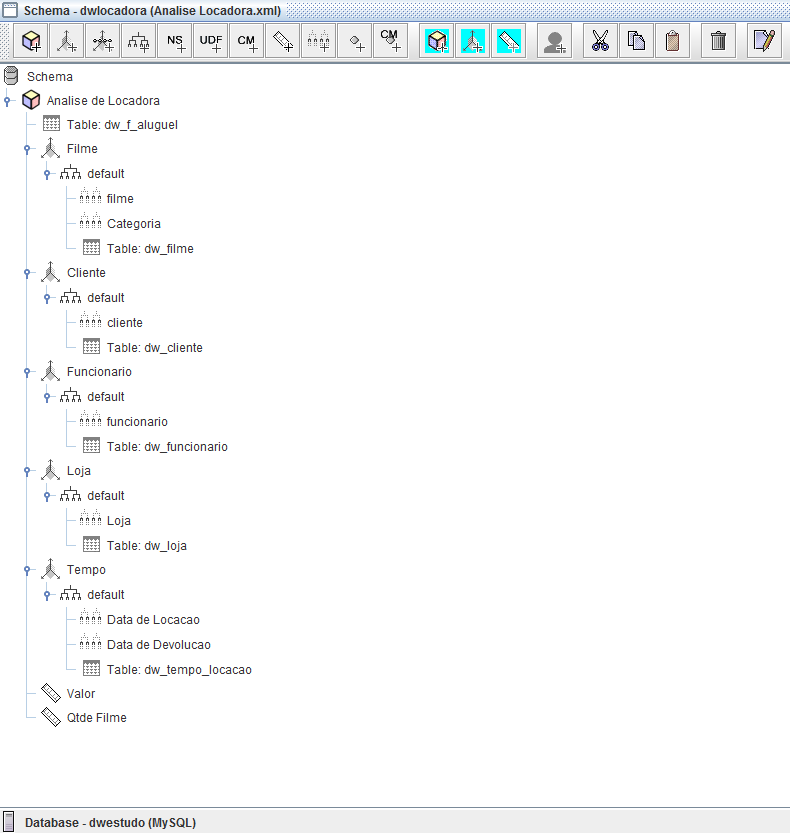 Schema - dwlocadora (Analise Locadora.xml)
NS UDF CM CM
Schema
Analise de Locadora
Table: dw_f_aluguel
Filme
default
filme
Categoria
Table: dw_filme
Cliente
default
cliente
Table: dw_cliente
Funcionario
default
funcionario
Table: dw_funcionario
Loja
default
Loja
Table: dw_loja
Tempo
default
Data de Locacao
Data de Devolucao
Table: dw_tempo_locacao
Valor
Qtde Filme
Database - dwestudo (MySQL)